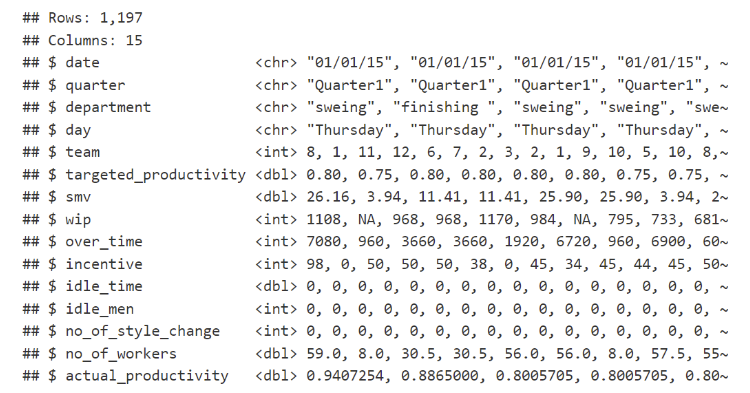 ## Rows: 1,197
## Columns: 15
## $ date                  <chr> "01/01/15", "01/01/15", "01/01/15", "01/01/15", ~
## $ quarter               <chr> "Quarter1", "Quarter1", "Quarter1", "Quarter1", ~
## $ department            <chr> "sweing", "finishing ", "sweing", "sweing", "swe~
## $ day                   <chr> "Thursday", "Thursday", "Thursday", "Thursday", ~
## $ team                  <int> 8, 1, 11, 12, 6, 7, 2, 3, 2, 1, 9, 10, 5, 10, 8,~
## $ targeted_productivity <dbl> 0.80, 0.75, 0.80, 0.80, 0.80, 0.80, 0.75, 0.75, ~
## $ smv                   <dbl> 26.16, 3.94, 11.41, 11.41, 25.90, 25.90, 3.94, 2~
## $ wip                   <int> 1108, NA, 968, 968, 1170, 984, NA, 795, 733, 681~
## $ over_time             <int> 7080, 960, 3660, 3660, 1920, 6720, 960, 6900, 60~
## $ incentive             <int> 98, 0, 50, 50, 50, 38, 0, 45, 34, 45, 44, 45, 50~
## $ idle_time             <dbl> 0, 0, 0, 0, 0, 0, 0, 0, 0, 0, 0, 0, 0, 0, 0, 0, ~
## $ idle_men              <int> 0, 0, 0, 0, 0, 0, 0, 0, 0, 0, 0, 0, 0, 0, 0, 0, ~
## $ no_of_style_change    <int> 0, 0, 0, 0, 0, 0, 0, 0, 0, 0, 0, 0, 0, 0, 0, 0, ~
## $ no_of_workers         <dbl> 59.0, 8.0, 30.5, 30.5, 56.0, 56.0, 8.0, 57.5, 55~
## $ actual_productivity   <dbl> 0.9407254, 0.8865000, 0.8005705, 0.8005705, 0.80~